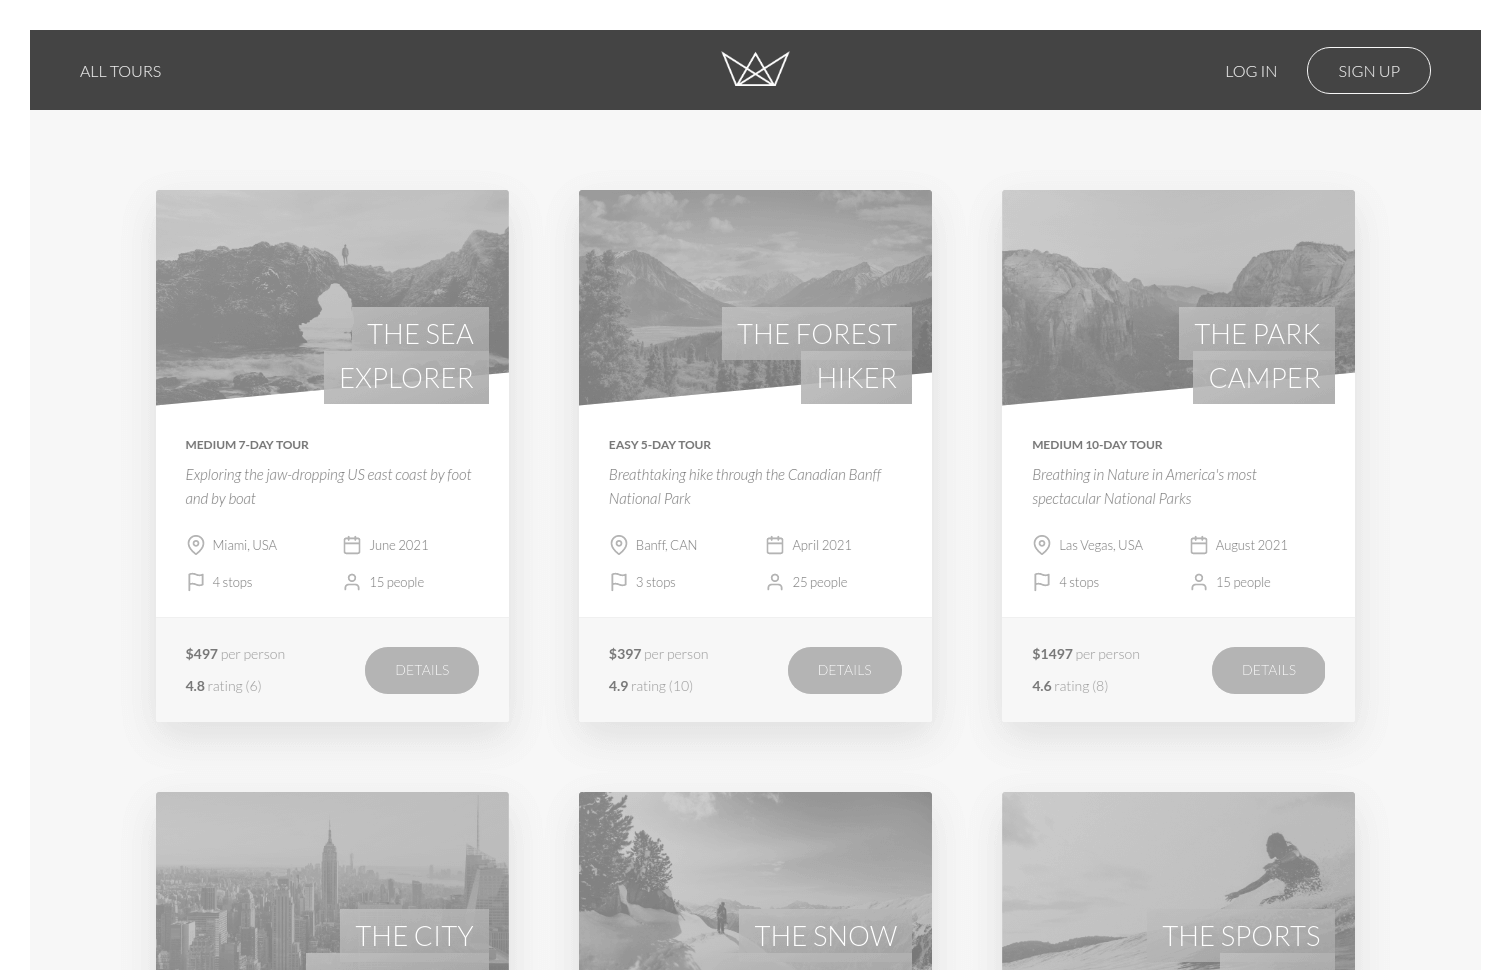 ALL TOURS
LOG IN
SIGN UP
THE SEA
EXPLORER
MEDIUM 7-DAY TOUR
Exploring the jaw-dropping US east coast by foot
and by boat
Miami, USA
June 2021
4 stops
15 people
$497 per person
4.8 rating (6)
DETAILS
THE FOREST
HIKER
EASY 5-DAY TOUR
Breathtaking hike through the Canadian Banff
National Park
Banff, CAN
April 2021
3 stops
25 people
$397 per person
4.9 rating (10)
DETAILS
THE PARK
CAMPER
MEDIUM 10-DAY TOUR
Breathing in Nature in America's most
spectacular National Parks
Las Vegas, USA
August 2021
4 stops
15 people
$1497 per person
4.6 rating (8)
DETAILS
THE CITY
THE SNOW
THE SPORTS